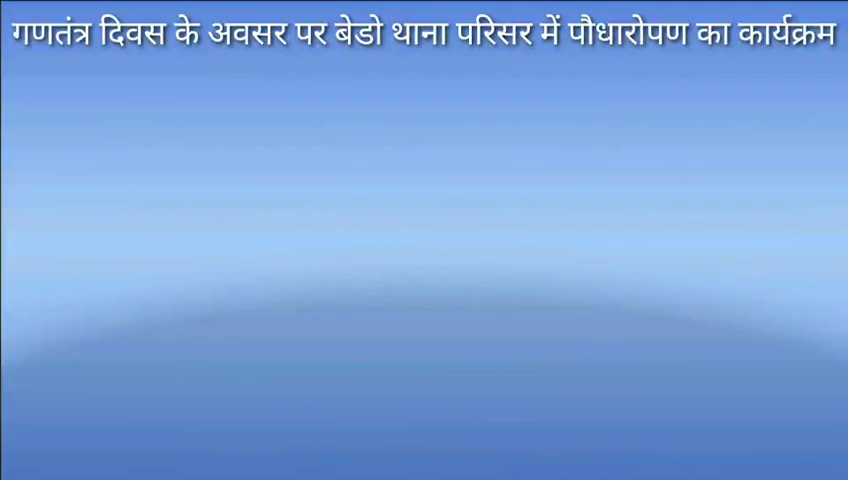 गणतंत्र दिवस के अवसर पर बेडो थाना परिसर में पौधारोपण का कार्यक्रम